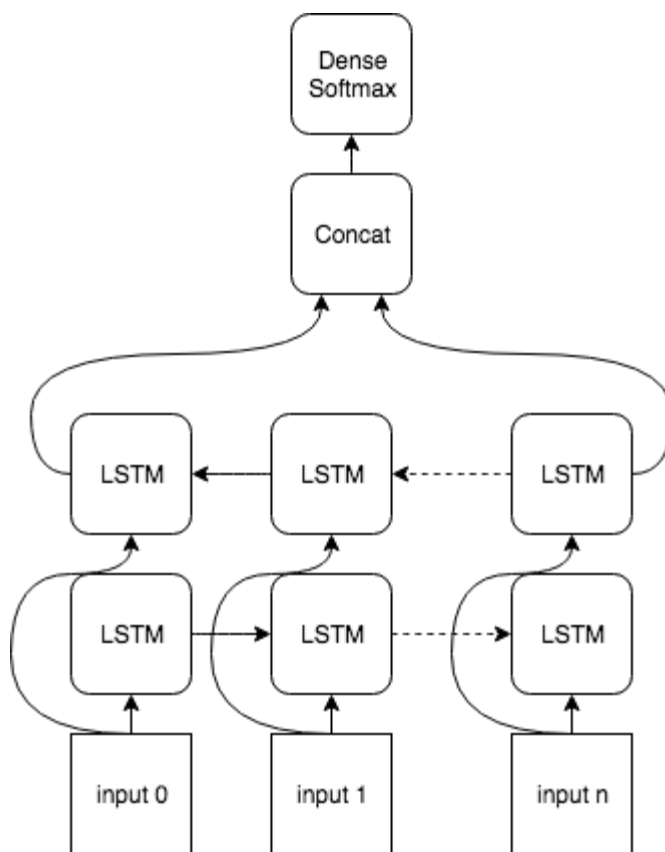 Dense
Softmax
Concat
LSTM
LSTM
LSTM
LSTM
LSTM
LSTM
input 0
input 1
input n